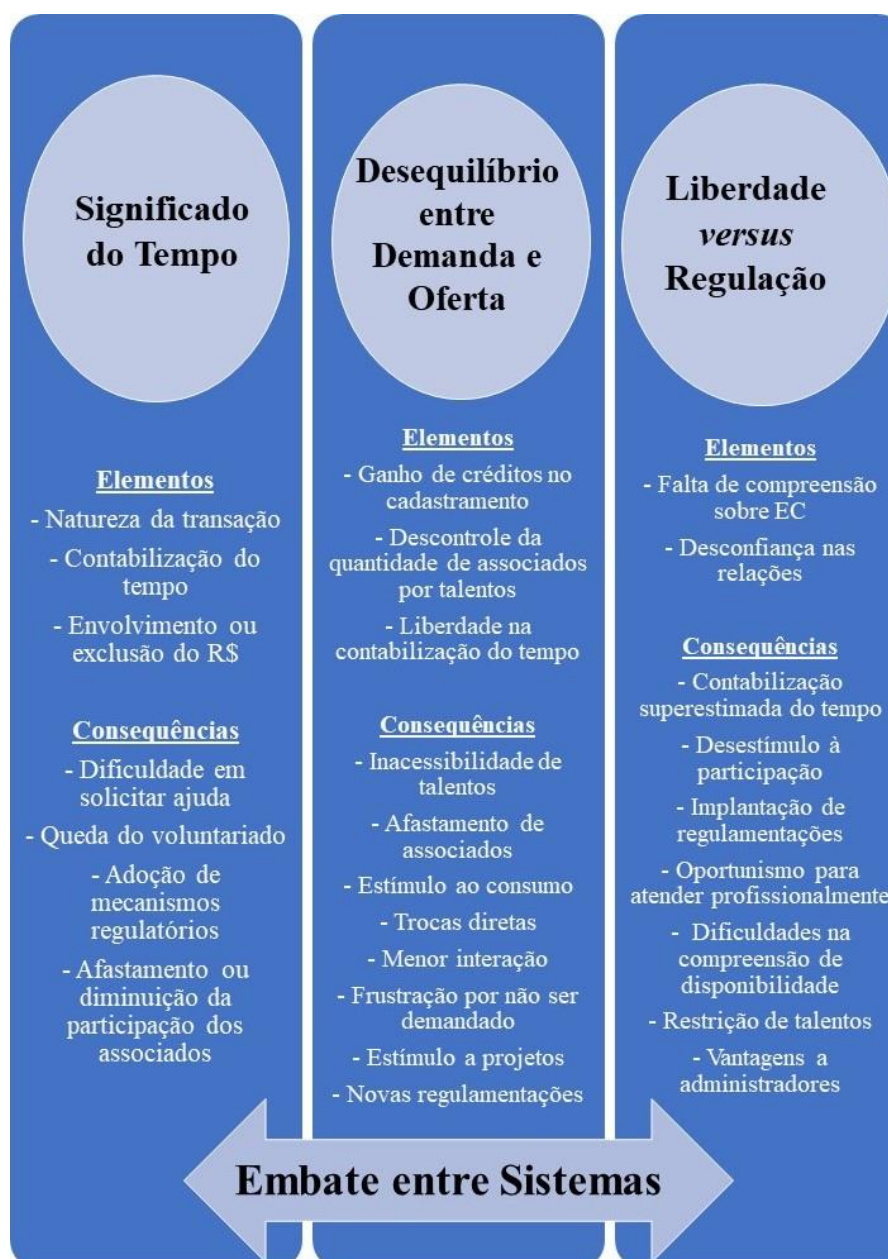 Significado
do Tempo
Elementos
- Natureza da transação
- Contabilização do
tempo
- Envolvimento ou
exclusão do R$
Consequências
- Dificuldade em
solicitar ajuda
- Queda do voluntariado
- Adoção de
mecanismos
regulatórios
- Afastamento ou
diminuição da
participação dos
associados
Desequilíbrio
entre
Demanda e
Oferta
Elementos
- Ganho de créditos no
cadastramento
- Descontrole da
quantidade de associados
por talentos
- Liberdade na
contabilização do tempo
Consequências
- Inacessibilidade de
talentos
- Afastamento de
associados
- Estímulo ao consumo
- Trocas diretas
- Menor interação
- Frustração por não ser
demandado
- Estímulo a projetos
- Novas regulamentações
Liberdade
versus
Regulação
Elementos
- Falta de compreensão
sobre EC
- Desconfiança nas
relações
Consequências
- Contabilização
superestimada do tempo
- Desestímulo à
participação
- Implantação de
regulamentações
- Oportunismo para
atender profissionalmente
- Dificuldades na
compreensão de
disponibilidade
- Restrição de talentos
- Vantagens a
administradores
Embate entre Sistemas